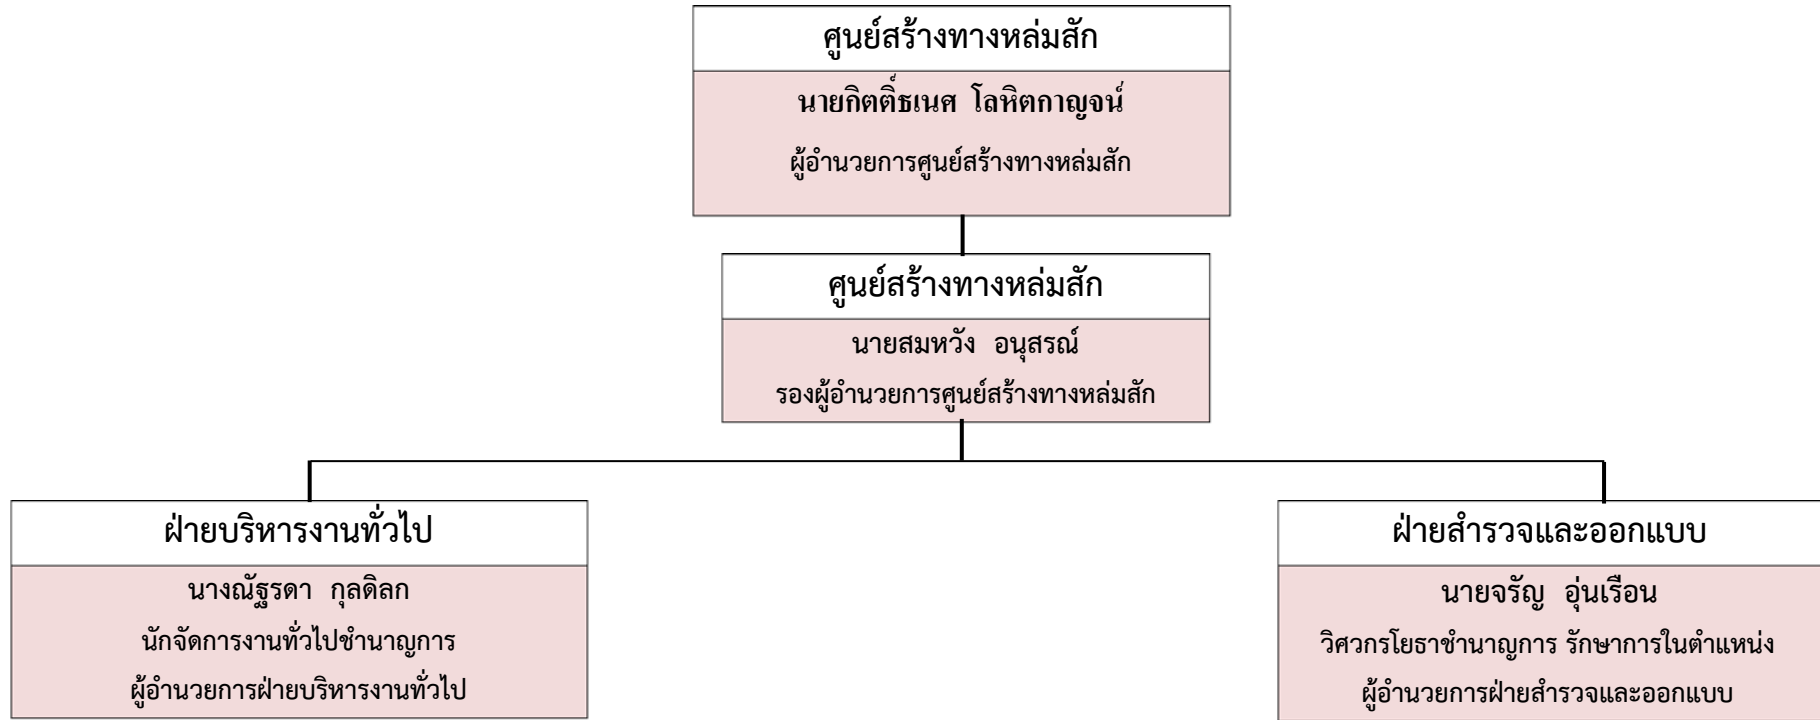 ศูนย์สร้างทางหล่มสัก
นายกิตติ์ธเนศ โลหิตกาญจน์
ผู้อำนวยการศูนย์สร้างทางหล่มสัก
ศูนย์สร้างทางหล่มสัก
นายสมหวัง อนุสรณ์
รองผู้อำนวยการศูนย์สร้างทางหล่มสัก
ฝ่ายบริหารงานทั่วไป
นางณัฐรดา กุลดิลก
นักจัดการงานทั่วไปชำนาญการ
ผู้อำนวยการฝ่ายบริหารงานทั่วไป
ฝ่ายสำรวจและออกแบบ
นายจรัญ อุ่นเรือน
วิศวกรโยธาชำนาญการ รักษาการในตำแหน่ง
ผู้อำนวยการฝ่ายสำรวจและออกแบบ